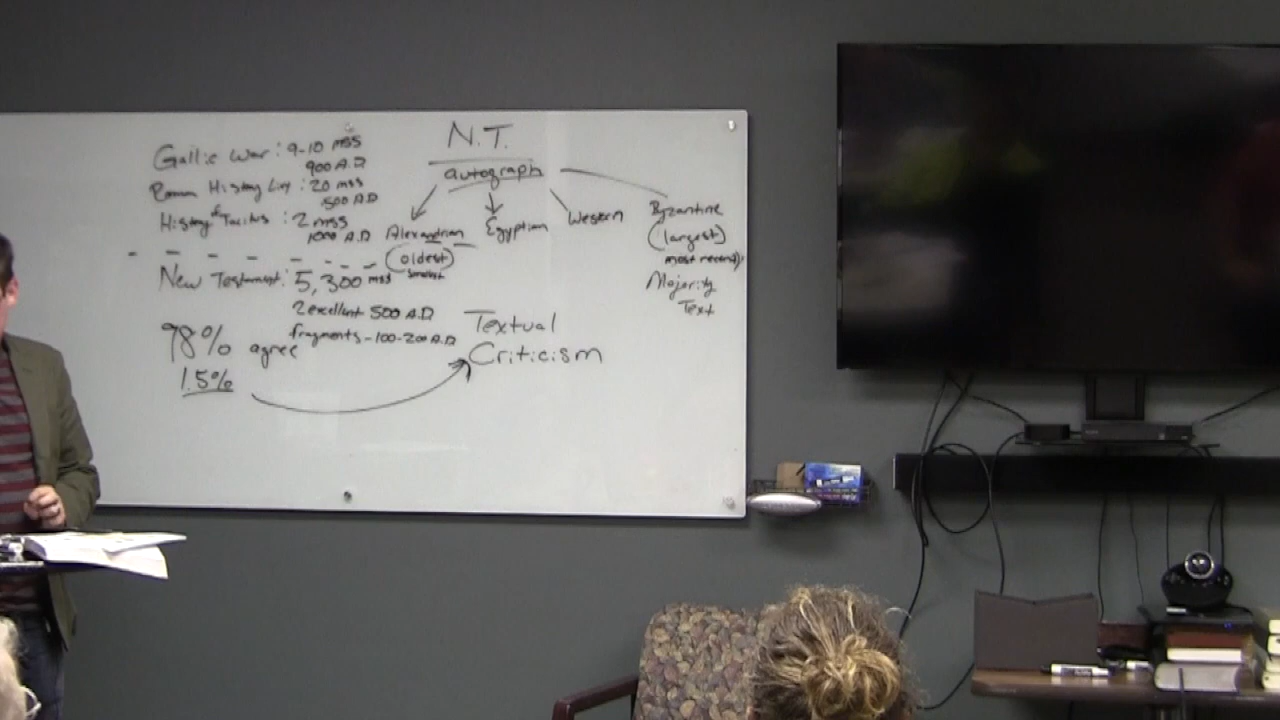 Gallic War : 9-10 mss
900 A.D
Roman History Livy : 20 mss
500 A.D
History of Tacitus : 2 mss
1000 A.D
New Testament : 5,300 mss
2 excellent 500 A.D
fragments - 100-200 A.D
98% agree
1.5%
N.T.
autograph
Alexandrian
(oldest)
smallest
Egyptian
Western
Byzantine
(largest)
most recent)
Majority
Text
Textual
Criticism